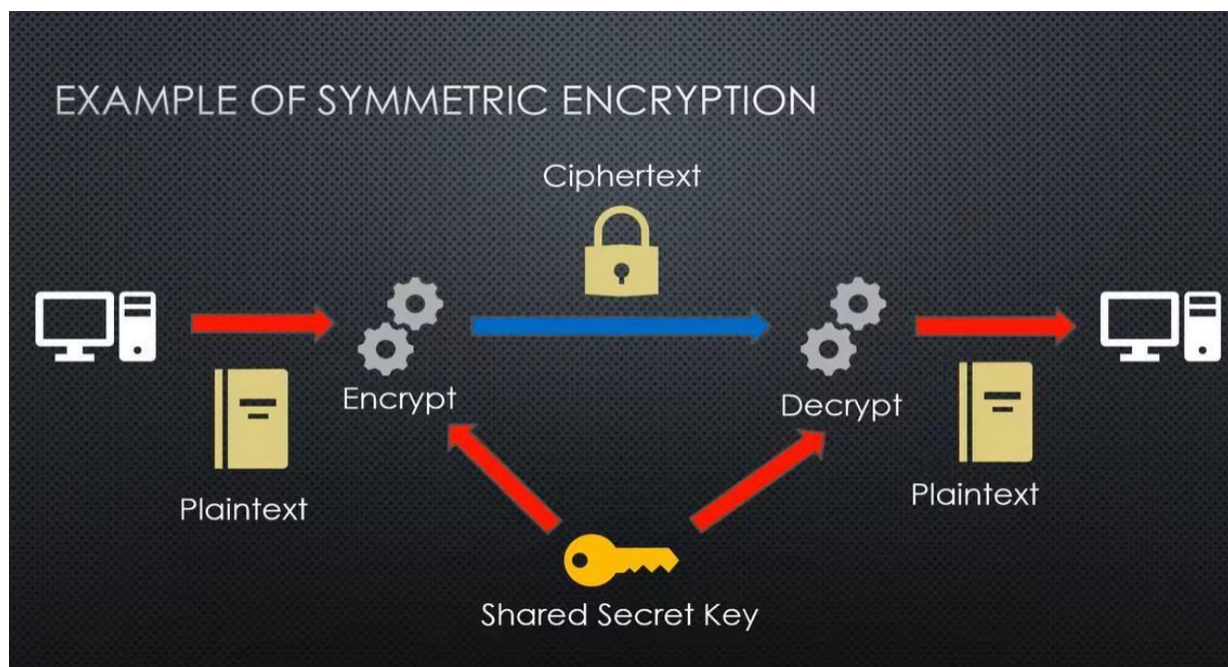 EXAMPLE OF SYMMETRIC ENCRYPTION
Ciphertext
Encrypt
Decrypt
Plaintext
Plaintext
Shared Secret Key